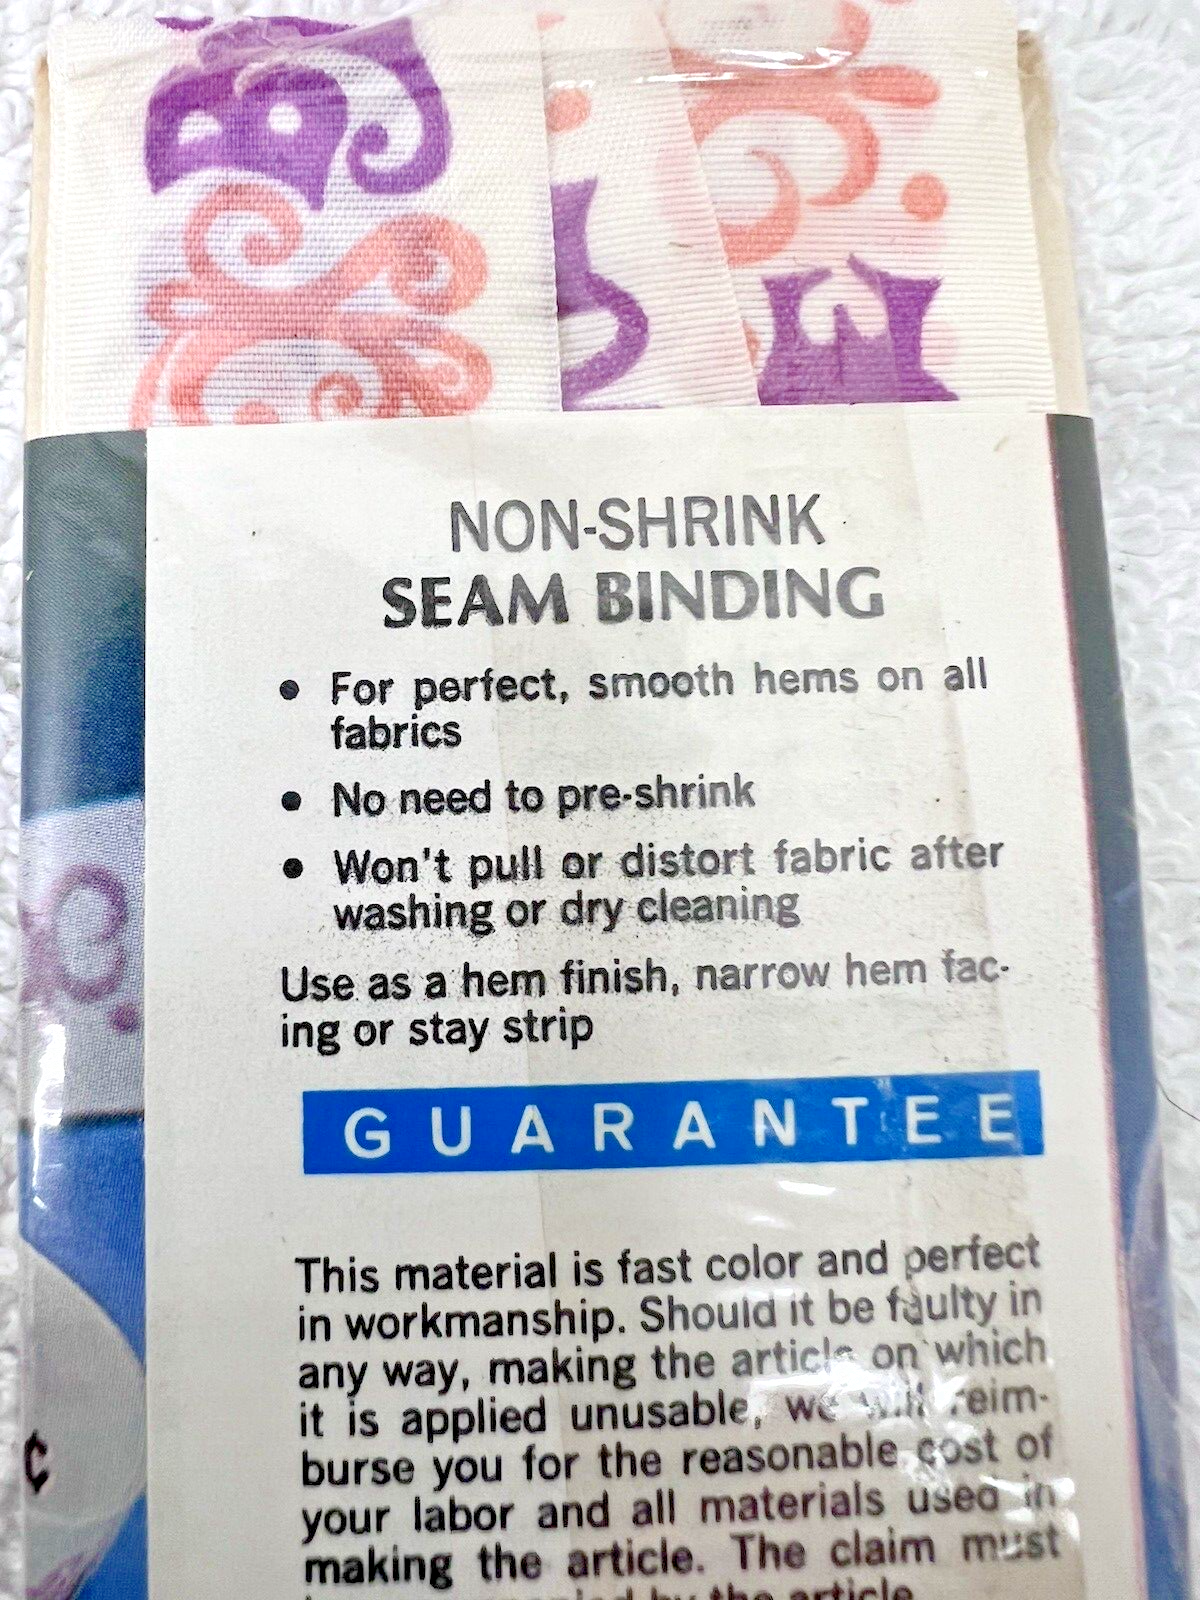 NON-SHRINK
SEAM BINDING
• For perfect, smooth hems on all
fabrics
• No need to pre-shrink
• Won't pull or distort fabric after
washing or dry cleaning
Use as a hem finish, narrow hem fac-
ing or stay strip
GUARANTEE
This material is fast color and perfect
in workmanship. Should it be faulty in
any way, making the article on which
it is applied unusable, we will reim-
burse you for the reasonable cost of
your labor and all materials used in
making the article. The claim must
by the article
¢